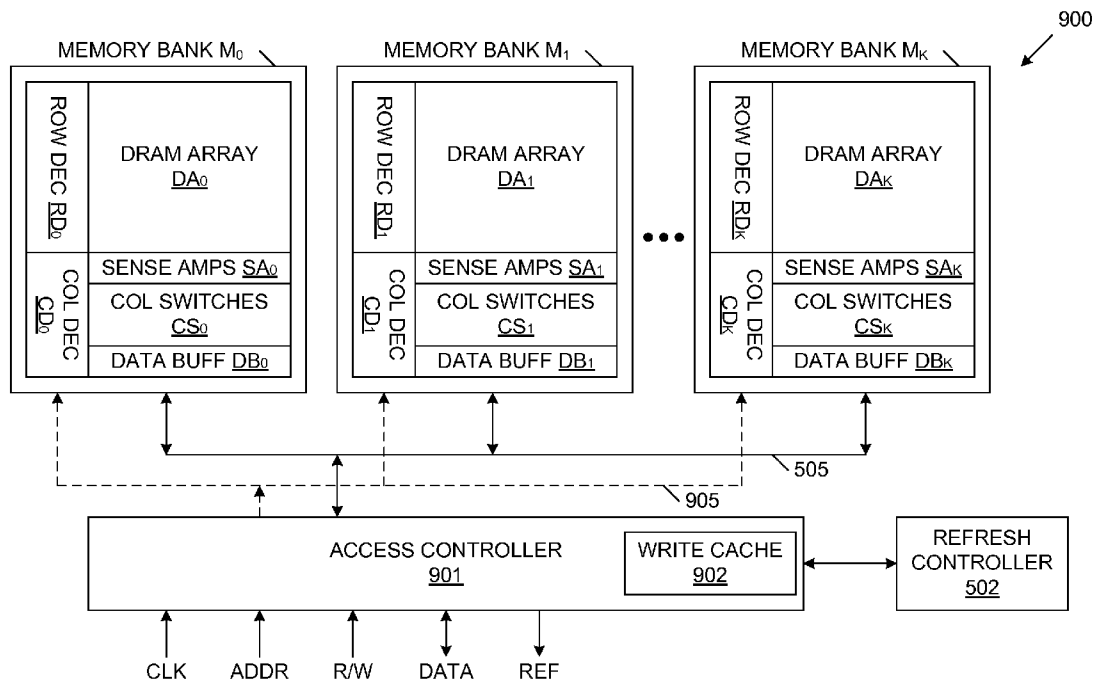 900
MEMORY BANK M0
MEMORY BANK M1
MEMORY BANK MK
ROW DEC RD0
DRAM ARRAY
DA0
COL DEC
CD0
SENSE AMPS SA0
COL SWITCHES
CS0
DATA BUFF DB0
ROW DEC RD1
DRAM ARRAY
DA1
COL DEC
CD1
SENSE AMPS SA1
COL SWITCHES
CS1
DATA BUFF DB1
•••
ROW DEC RDK
DRAM ARRAY
DAK
COL DEC
CDK
SENSE AMPS SAK
COL SWITCHES
CSK
DATA BUFF DBK
505
905
ACCESS CONTROLLER
901
WRITE CACHE
902
REFRESH
CONTROLLER
502
CLK
ADDR
R/W
DATA
REF